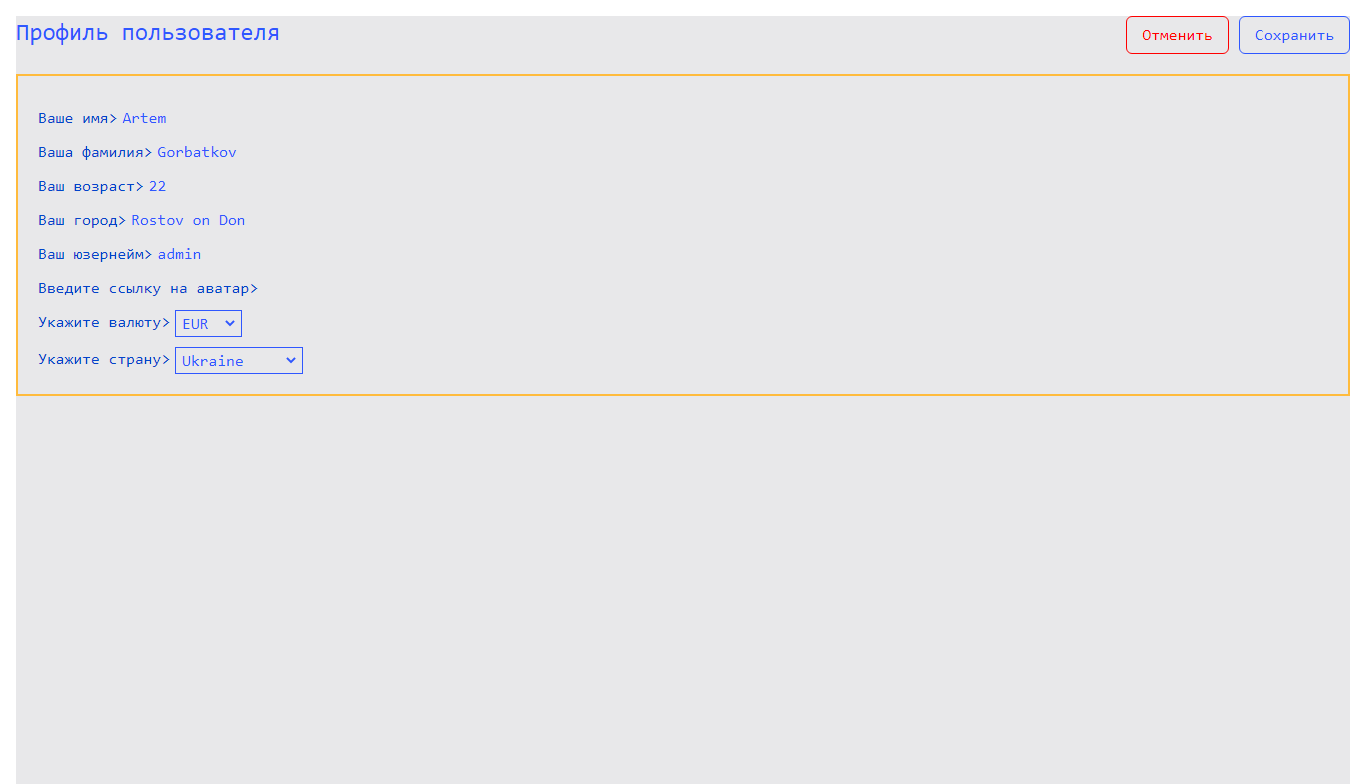 Профиль пользователя
Отменить
Сохранить
Ваше имя> Artem
Ваша фамилия> Gorbatkov
Ваш возраст> 22
Ваш город> Rostov on Don
Ваш юзернейм> admin
Введите ссылку на аватар>
Укажите валюту> EUR
Укажите страну> Ukraine